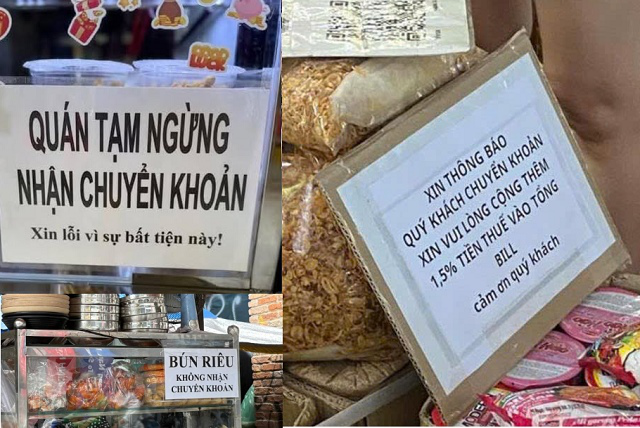 QUÁN TẠM NGỪNG
NHẬN CHUYỂN KHOẢN
Xin lỗi vì sự bất tiện này!
BÚN RIÊU
KHÔNG NHẬN
CHUYỂN KHOẢN
XIN THÔNG BÁO
QUÝ KHÁCH CHUYỂN KHOẢN
XIN VUI LÒNG CỘNG THÊM
1,5% TIỀN THUẾ VÀO TỔNG
BILL
cảm ơn quý khách